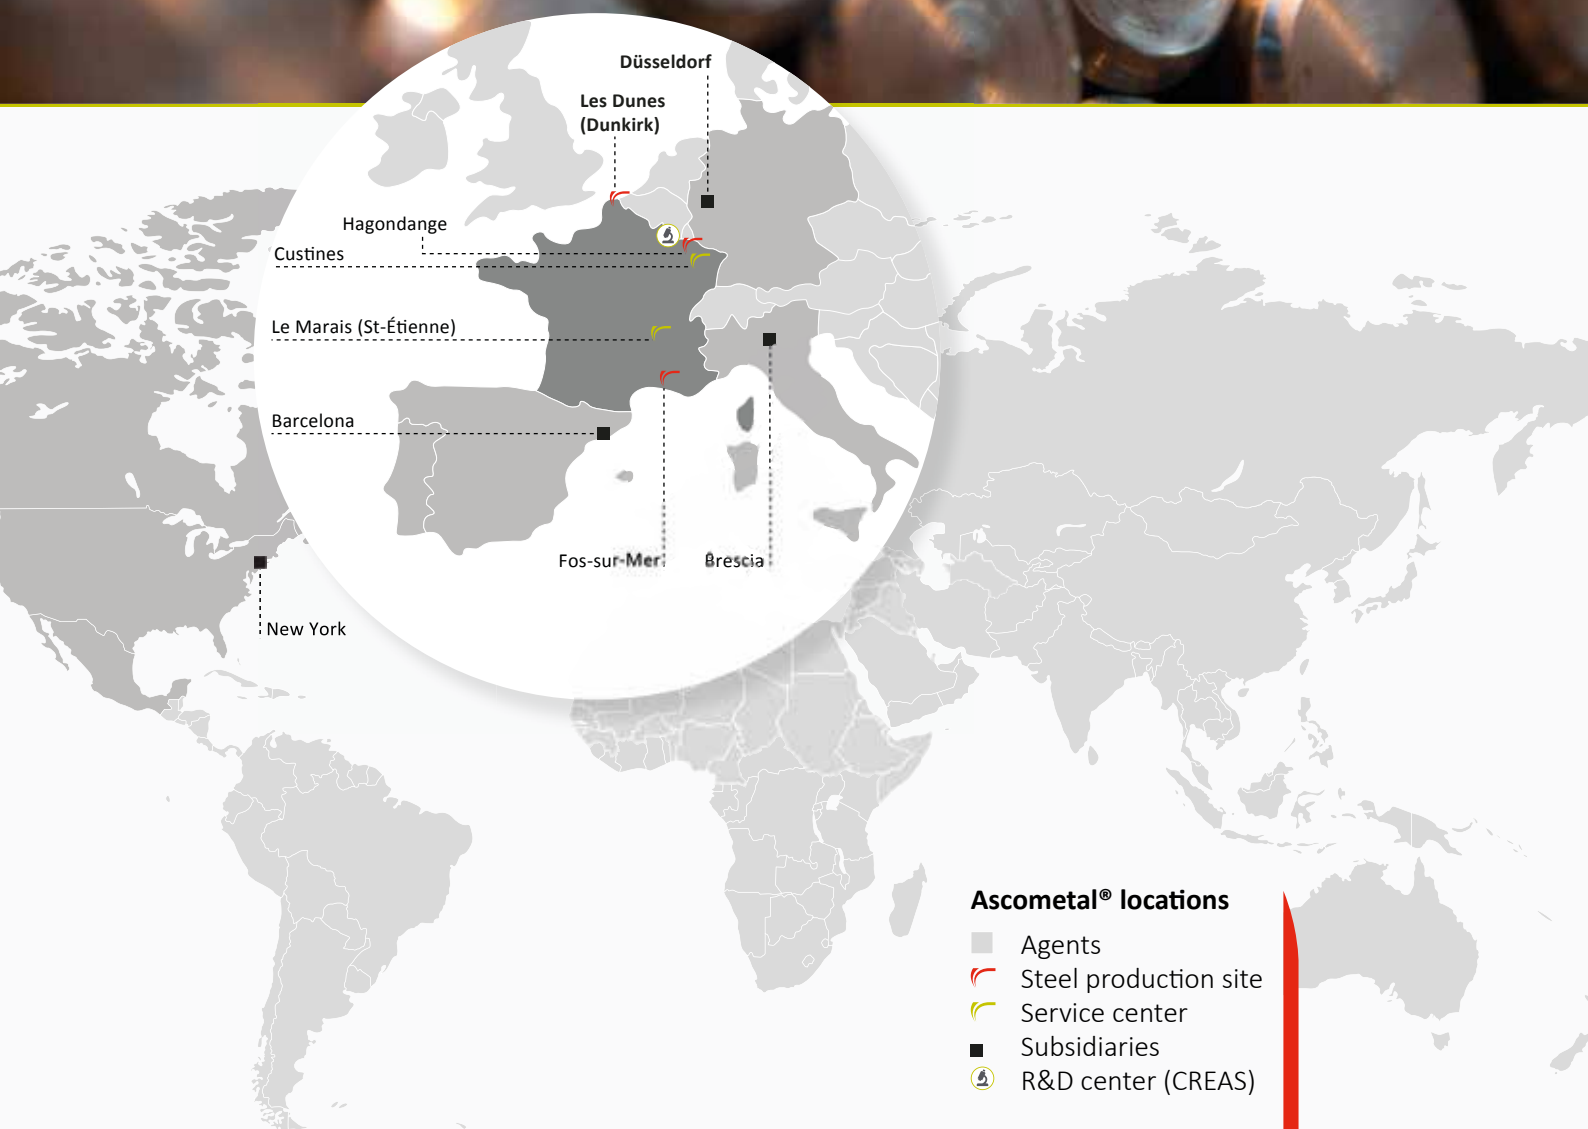 Düsseldorf
Les Dunes
(Dunkirk)
Hagondange
Custines
Le Marais (St-Étienne)
Barcelona
Fos-sur-Mer
Brescia
New York
Ascometal® locations
Agents
Steel production site
Service center
Subsidiaries
R&D center (CREAS)